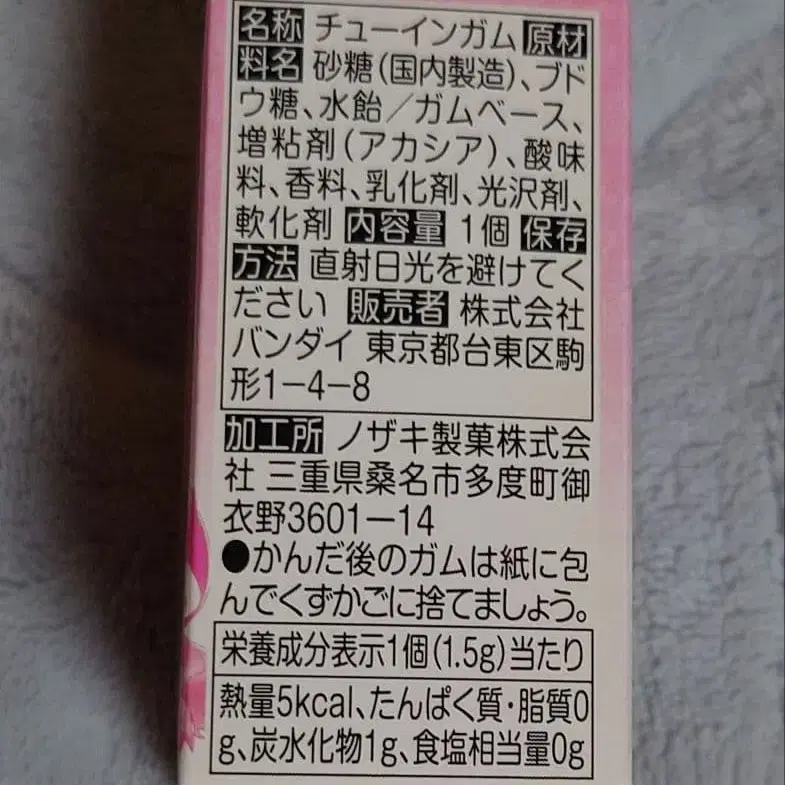 名称 チューインガム 原材
料名 砂糖(国内製造)、ブド
ウ糖、水飴/ガムベース、
増粘剤(アカシア)、酸味
料、香料、乳化剤、光沢剤、
軟化剤 内容量 1個 保存
方法 直射日光を避けてく
ださい 販売者 株式会社
バンダイ 東京都台東区駒
形1-4-8
加工所 ノザキ製菓株式会
社 三重県桑名市多度町御
衣野3601-14
●かんだ後のガムは紙に包
んでくずかごに捨てましょう。
栄養成分表示1個(1.5g)当たり
熱量5kcal、たんぱく質・脂質0
g、炭水化物1g、食塩相当量0g